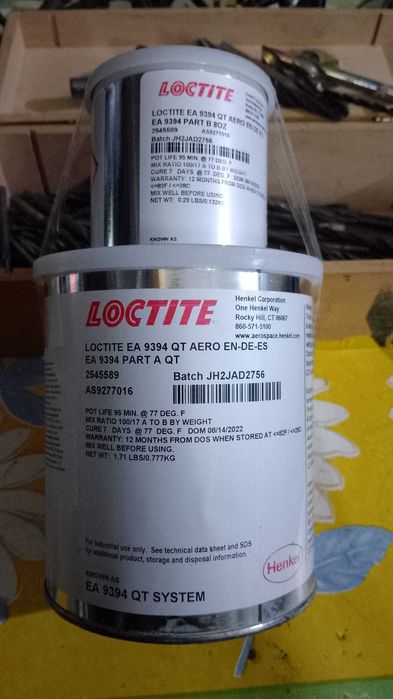 LOCTITE
LOCTITE EA 9394 QT AERO EN-DE-ES
EA 9394 PART B 8OZ
2545589 AS9277016
Batch JH2JAD2756
POT LIFE 95 MIN. @ 77 DEG. F
MIX RATIO 100/17 A TO B BY WEIGHT
CURE 7 DAYS @ 77 DEG. F DOM 08/14/2022
WARRANTY: 12 MONTHS FROM DOS WHEN STORED AT
<=82F / <=28C
MIX WELL BEFORE USING.
NET WT: 0.29 LBS/0.132KG
KNOWN AS
LOCTITE
Henkel Corporation
One Henkel Way
Rocky Hill, CT 06067
860-571-5100
www.aerospace.henkel.com
LOCTITE EA 9394 QT AERO EN-DE-ES
EA 9394 PART A QT
2545589 Batch JH2JAD2756
AS9277016
POT LIFE 95 MIN. @ 77 DEG. F
MIX RATIO 100/17 A TO B BY WEIGHT
CURE 7 DAYS @ 77 DEG. F DOM 08/14/2022
WARRANTY: 12 MONTHS FROM DOS WHEN STORED AT <=82F / <=28C
MIX WELL BEFORE USING.
NET WT: 1.71 LBS/0.777KG
For industrial use only. See technical data sheet and SDS
for additional product, storage and disposal information.
Henkel
KNOWN AS
EA 9394 QT SYSTEM